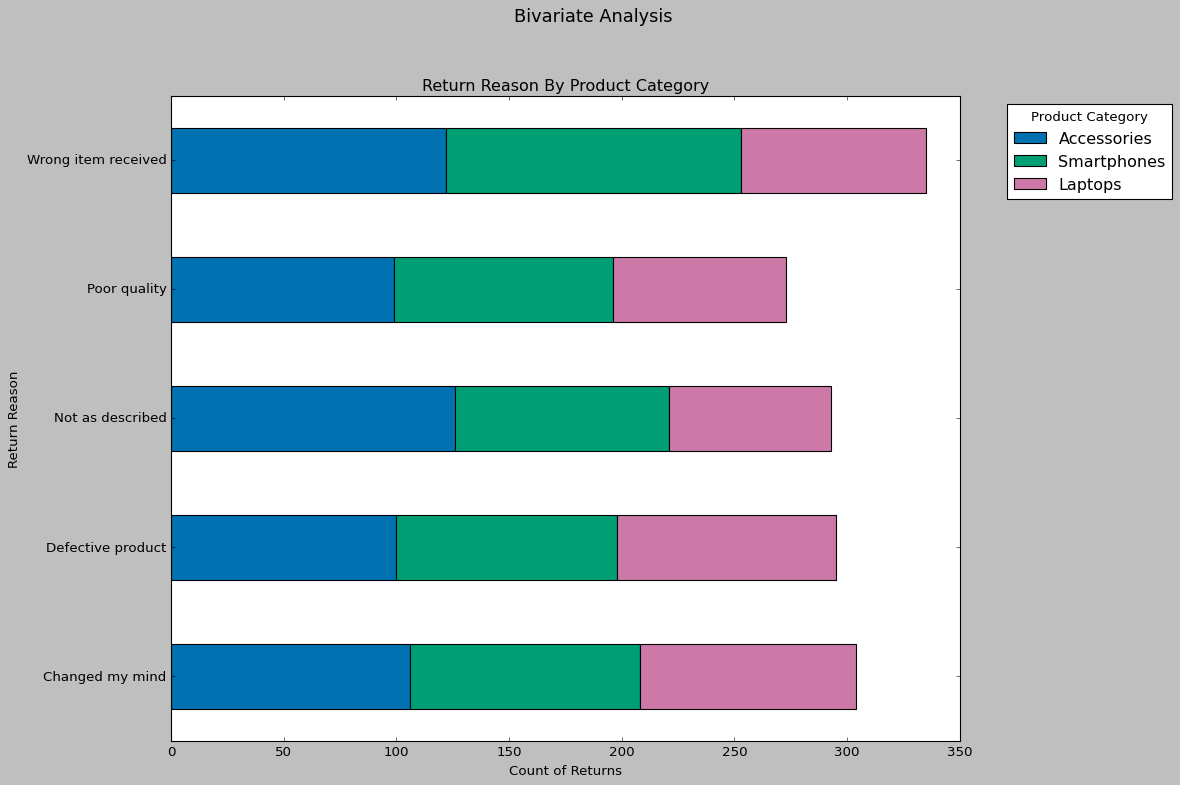 Bivariate Analysis
Return Reason By Product Category
Product Category
Accessories
Smartphones
Laptops
Return Reason
Wrong item received
Poor quality
Not as described
Defective product
Changed my mind
0 50 100 150 200 250 300 350
Count of Returns